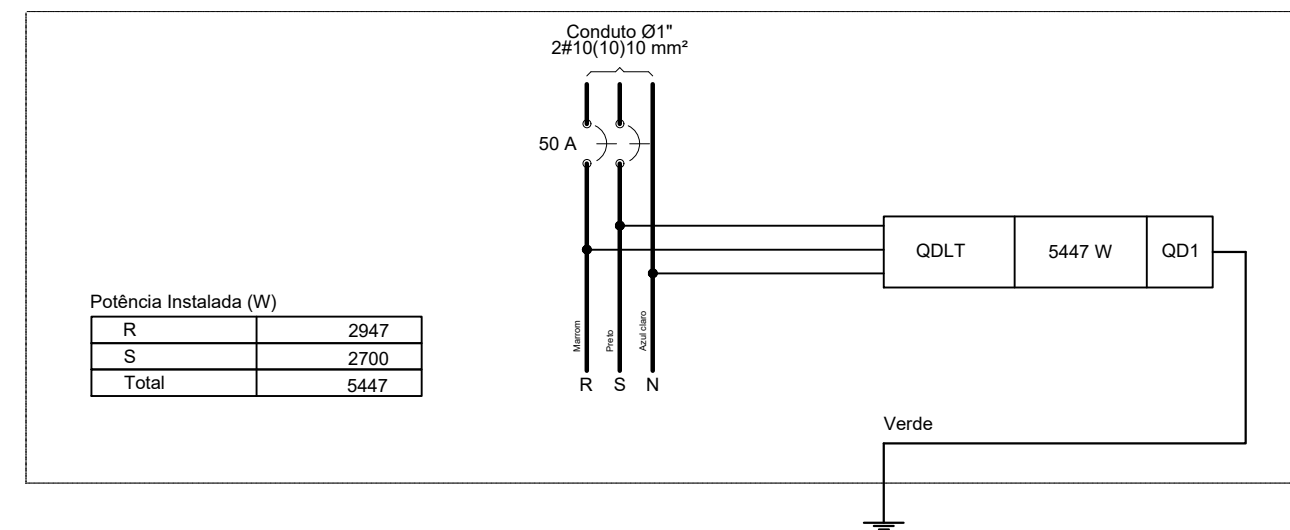 Conduto Ø1"
2#10(10)10 mm²
50 A
QDLT 5447 W QD1
Potência Instalada (W)
R 2947
S 2700
Total 5447
Marrom
Preto
Azul claro
R S N
Verde